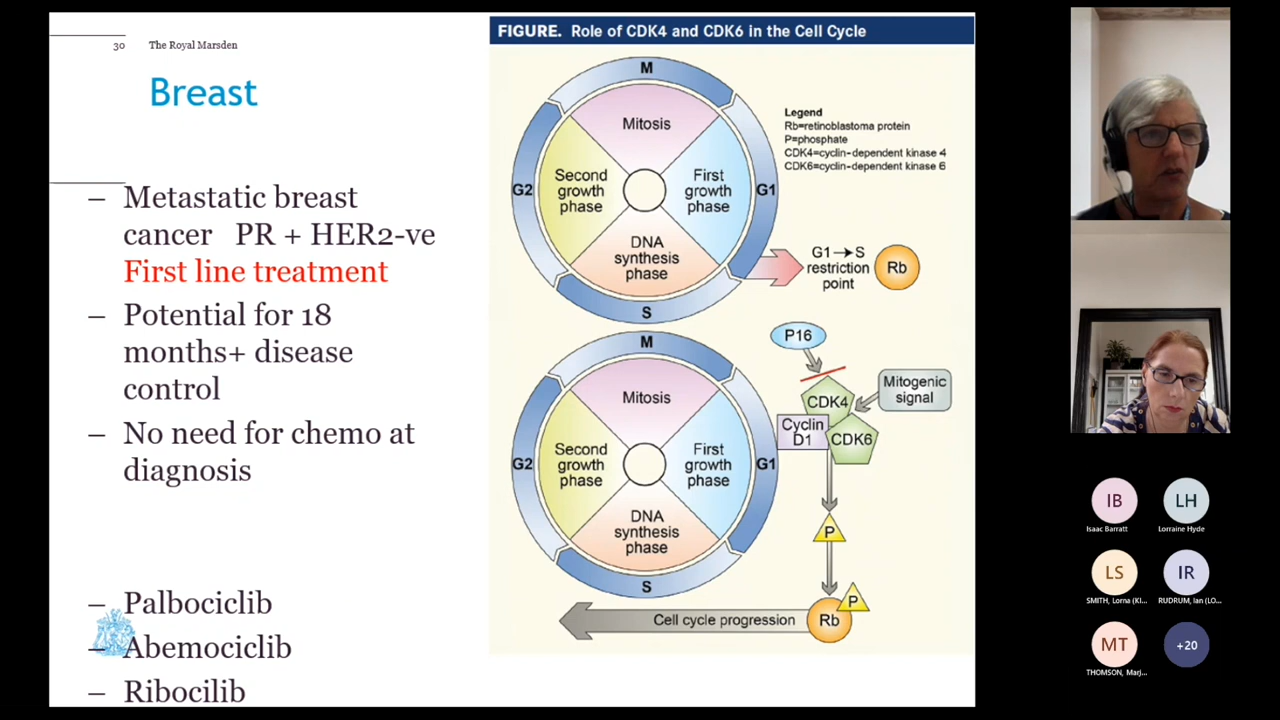 30 The Royal Marsden
Breast
– Metastatic breast
cancer PR + HER2-ve
First line treatment
– Potential for 18
months+ disease
control
– No need for chemo at
diagnosis
– Palbociclib
– Abemociclib
– Ribocilib
FIGURE. Role of CDK4 and CDK6 in the Cell Cycle
M
Mitosis
G2
Second
growth
phase
First
growth
phase
G1
DNA
synthesis
phase
S
Legend
Rb=retinoblastoma protein
P=phosphate
CDK4=cyclin-dependent kinase 4
CDK6=cyclin-dependent kinase 6
G1→S
restriction
point
Rb
M
Mitosis
G2
Second
growth
phase
First
growth
phase
G1
DNA
synthesis
phase
S
P16
CDK4
Mitogenic
signal
Cyclin
D1
CDK6
P
P
Rb
Cell cycle progression
IB
Isaac Barratt
LH
Lorraine Hyde
LS
SMITH, Lorna (KI...
IR
RUDRUM, Ian (LO...
MT
THOMSON, Marj...
+20